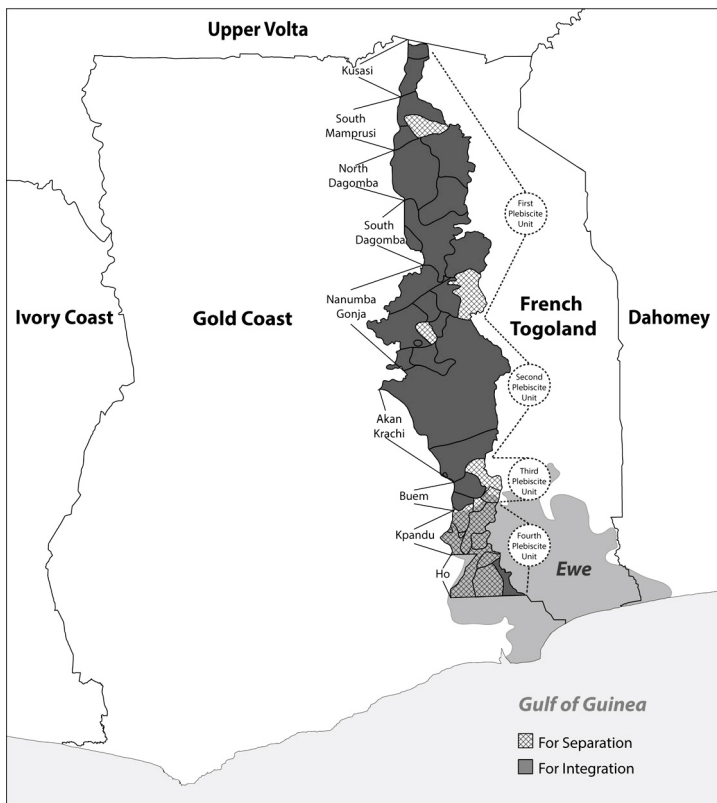 Upper Volta
Kusasi
South
Mamprusi
North
Dagomba
First
Plebiscite
Unit
South
Dagomba
Nanumba
Gonja
Ivory Coast
Gold Coast
French
Togoland
Dahomey
Second
Plebiscite
Unit
Akan
Krachi
Third
Plebiscite
Unit
Buem
Kpandu
Fourth
Plebiscite
Unit
Ewe
Ho
Gulf of Guinea
For Separation
For Integration